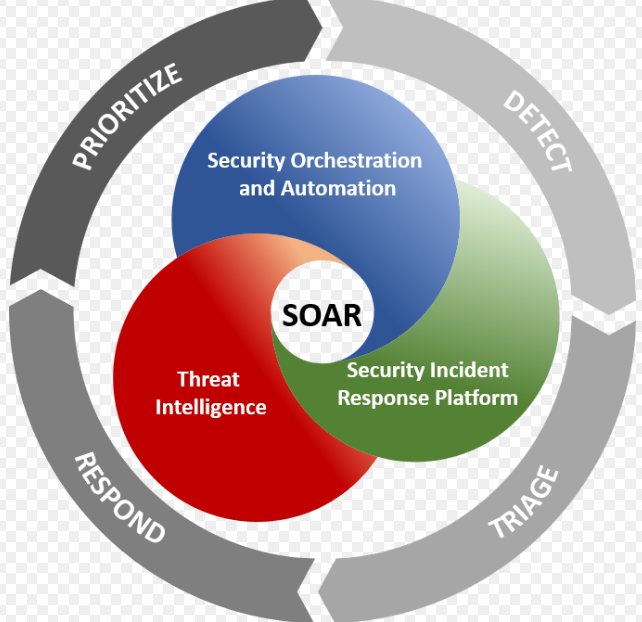 PRIORITIZE
DETECT
Security Orchestration
and Automation
SOAR
Threat
Intelligence
Security Incident
Response Platform
RESPOND
TRIAGE